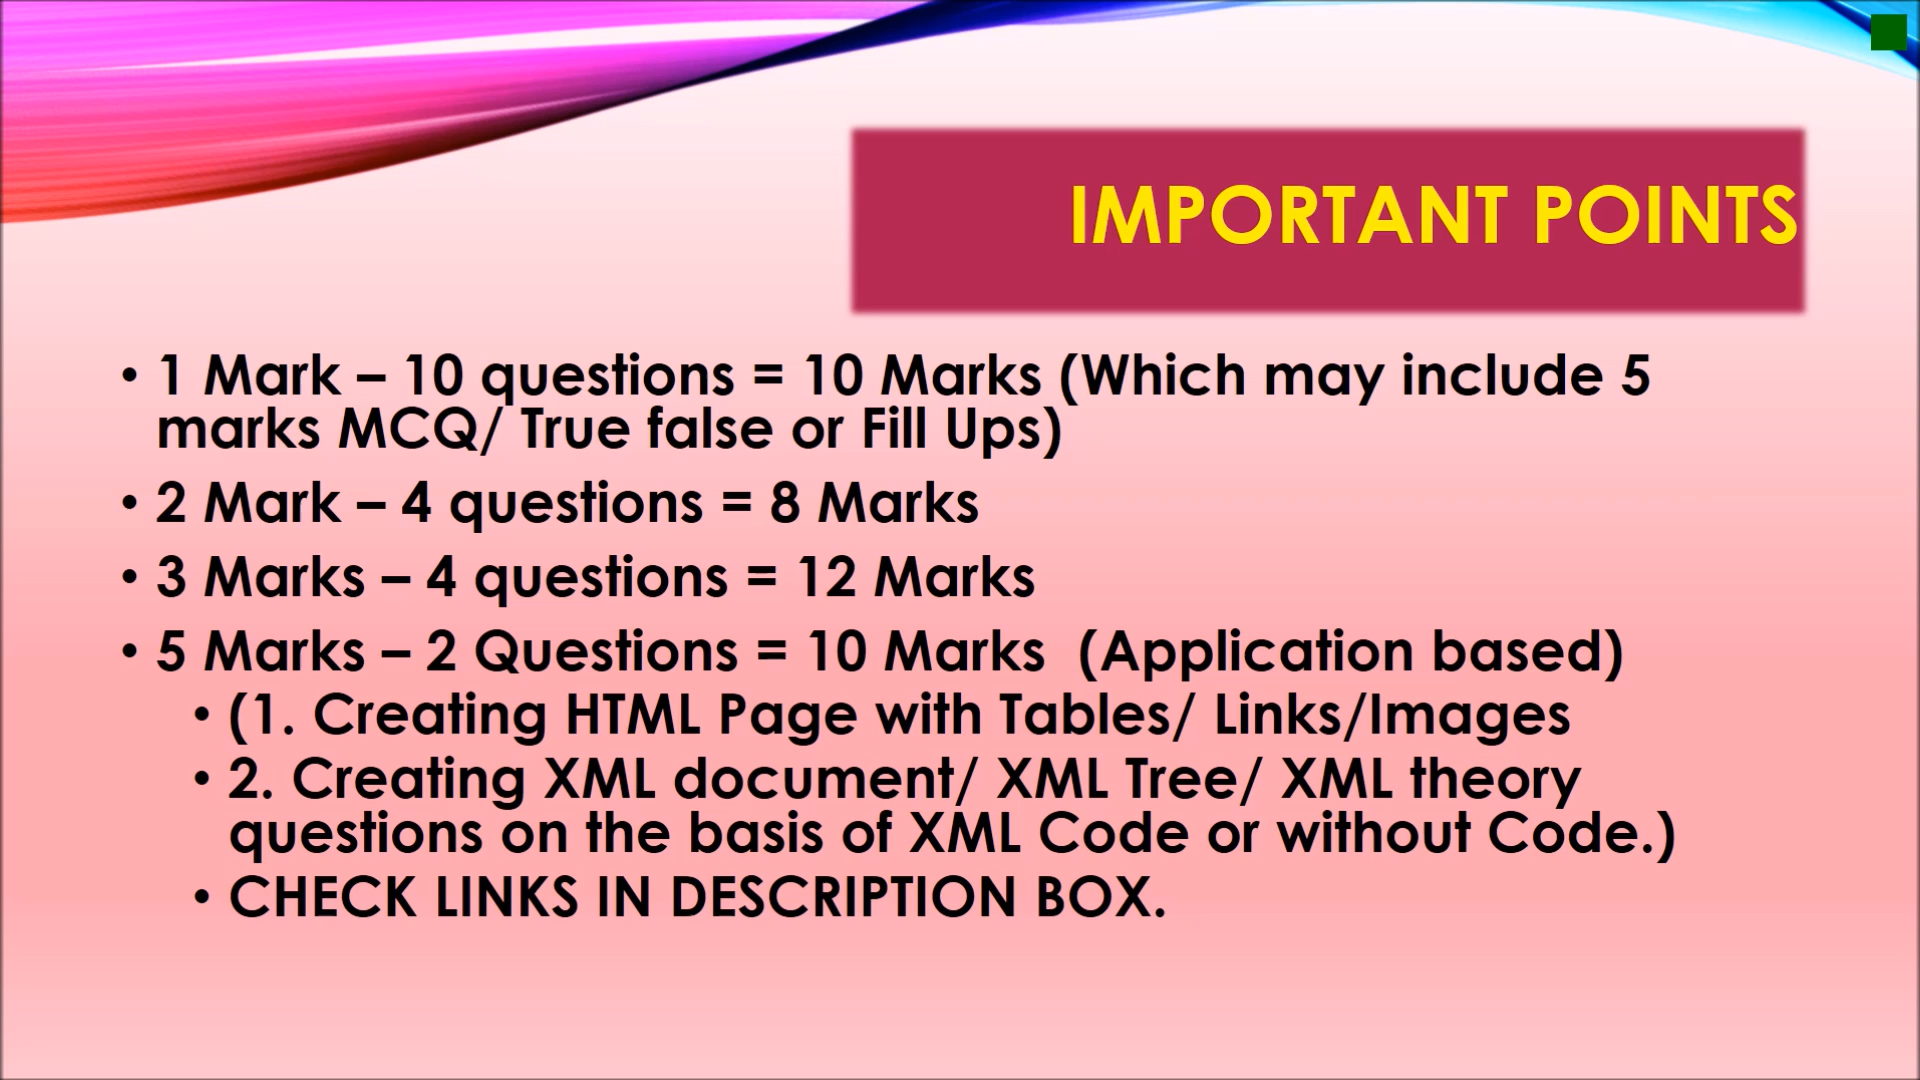 IMPORTANT POINTS
• 1 Mark – 10 questions = 10 Marks (Which may include 5
marks MCQ/ True false or Fill Ups)
• 2 Mark – 4 questions = 8 Marks
• 3 Marks – 4 questions = 12 Marks
• 5 Marks – 2 Questions = 10 Marks  (Application based)
• (1. Creating HTML Page with Tables/ Links/Images
• 2. Creating XML document/ XML Tree/ XML theory
questions on the basis of XML Code or without Code.)
• CHECK LINKS IN DESCRIPTION BOX.